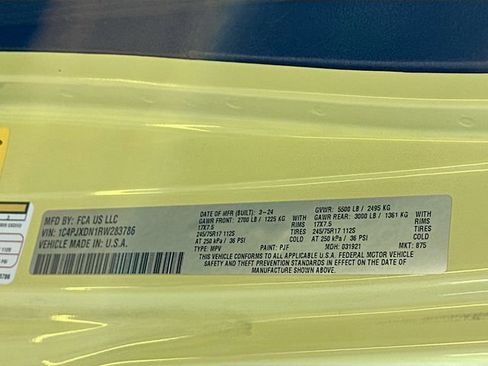 MFD BY: FCA US LLC
DATE OF MFR (BUILT): 3-24
GVWR: 5500 LB / 2495 KG
GAWR FRONT: 2700 LB / 1225 KG WITH
GAWR REAR: 3000 LB / 1361 KG WITH
17X7.5 RIMS
17X7.5 RIMS
245/75R17 112S TIRES
245/75R17 112S TIRES
AT 250 kPa / 36 PSI COLD
AT 250 kPa / 36 PSI COLD
VIN: 1C4PJXDN1RW283786
TYPE: MPV PAINT: PJF MDH: 031921 MKT: 875
VEHICLE MADE IN: U.S.A.
THIS VEHICLE CONFORMS TO ALL APPLICABLE U.S.A. FEDERAL MOTOR VEHICLE
SAFETY AND THEFT PREVENTION STANDARDS IN EFFECT ON THE DATE OF
MANUFACTURE SHOWN ABOVE.